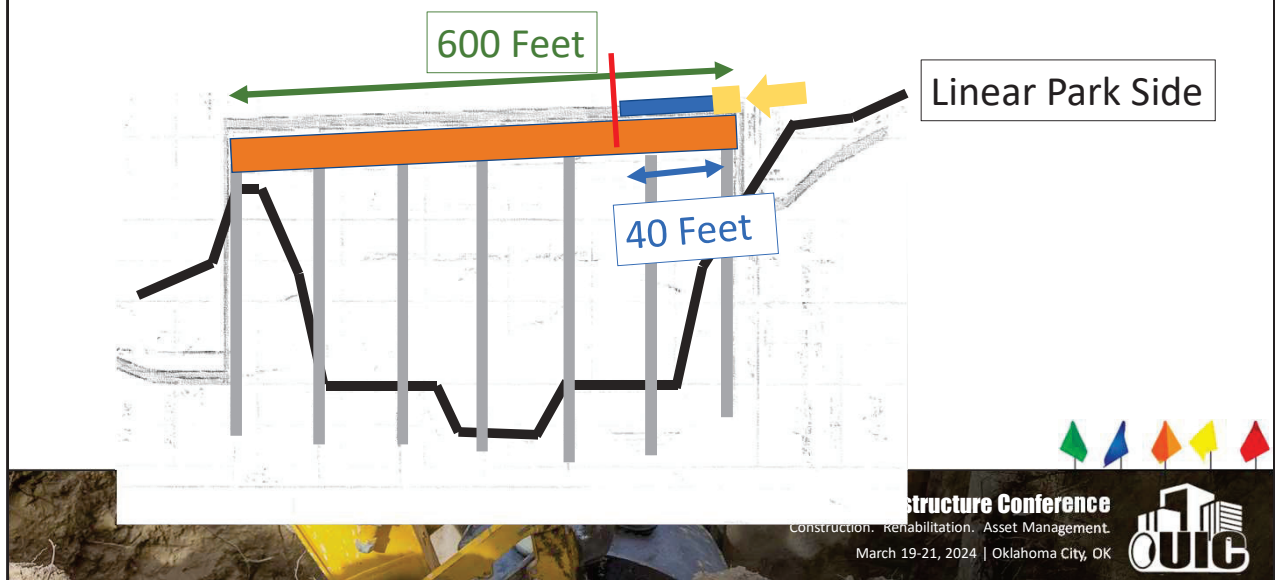 600 Feet
Linear Park Side
40 Feet
structure Conference
Construction. Rehabilitation. Asset Management.
March 19-21, 2024 | Oklahoma City, OK
UIC